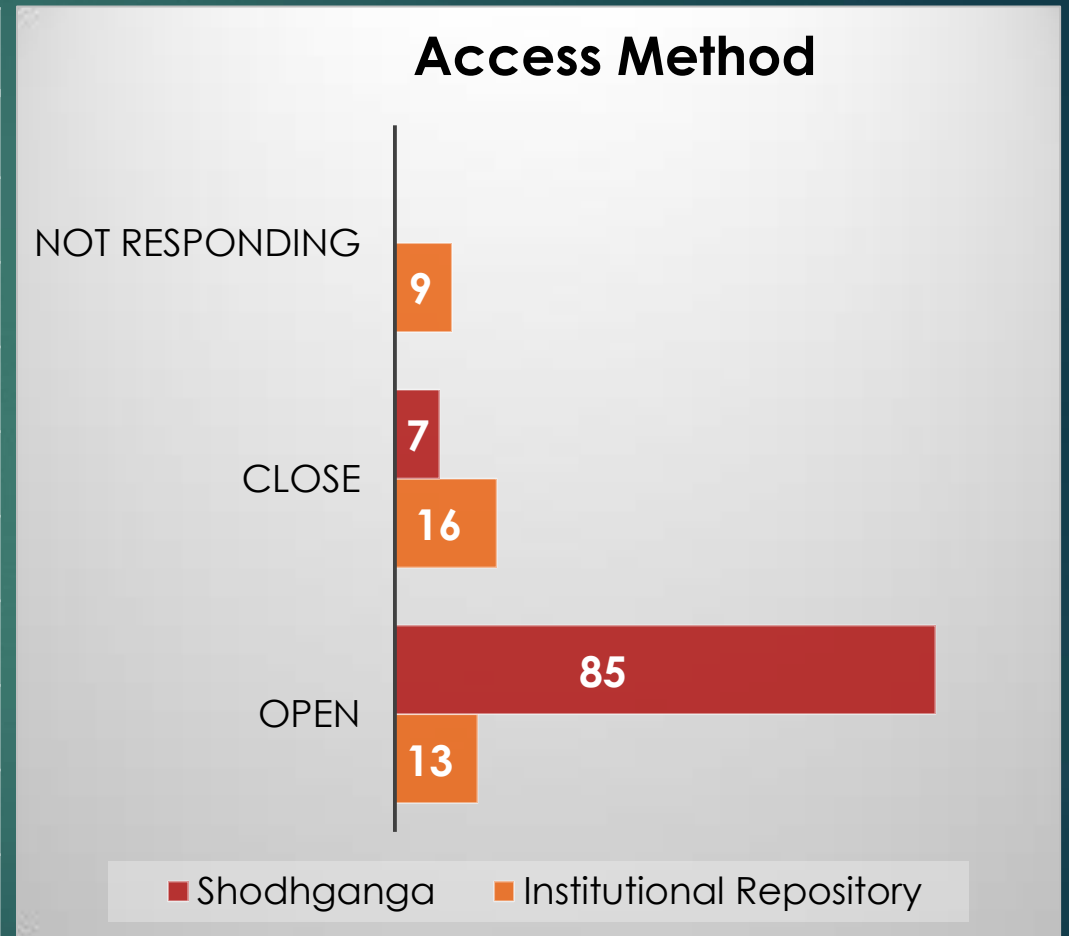 Access Method
NOT RESPONDING
9
7
CLOSE
16
85
OPEN
13
Shodhganga Institutional Repository